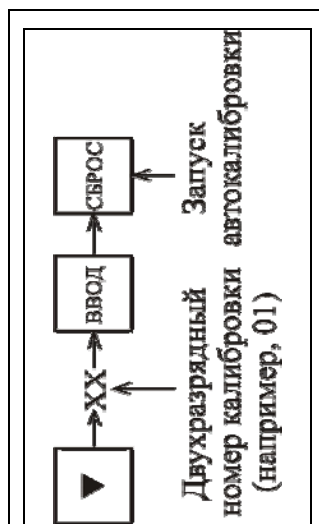 XX
ВВОД
СБРОС
Двухразрядный
номер калибровки
(например, 01)
Запуск
автокалибровки